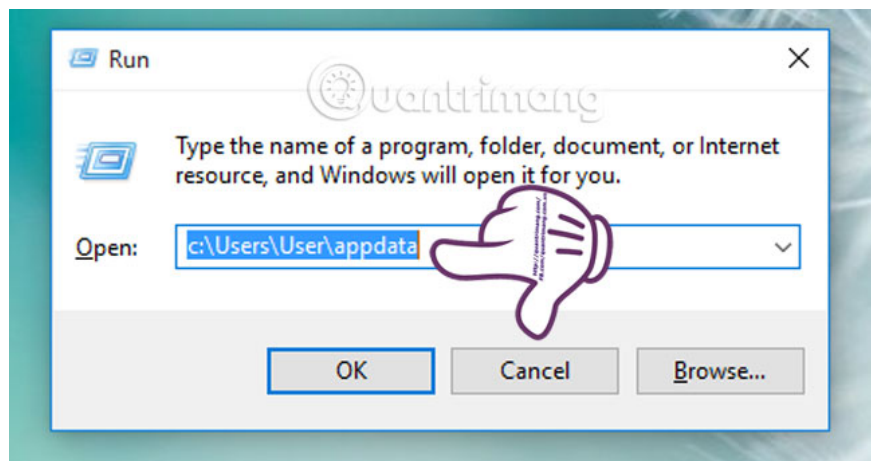 Run
Quantrimang
Type the name of a program, folder, document, or Internet
resource, and Windows will open it for you.
Open: c:\Users\User\appdata
OK Cancel Browse...